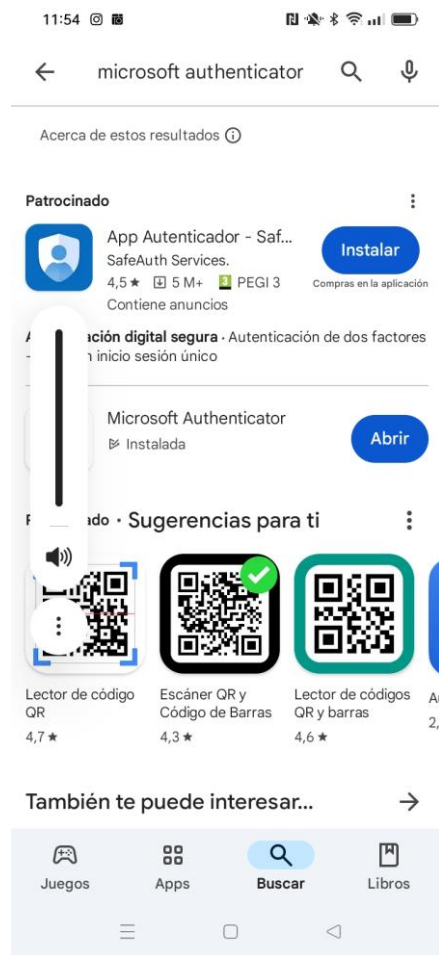 11:54
microsoft authenticator
Acerca de estos resultados
Patrocinado
App Autenticador - Saf...
SafeAuth Services.
4,5★ 5 M+ 3 PEGI 3
Contiene anuncios
Instalar
Compras en la aplicación
ación digital segura · Autenticación de dos factores
inicio sesión único
Microsoft Authenticator
Instalada
Abrir
ado · Sugerencias para ti
Lector de código
QR
4,7★
Escáner QR y
Código de Barras
4,3★
Lector de códigos
QR y barras
4,6★
También te puede interesar...
Juegos
Apps
Buscar
Libros